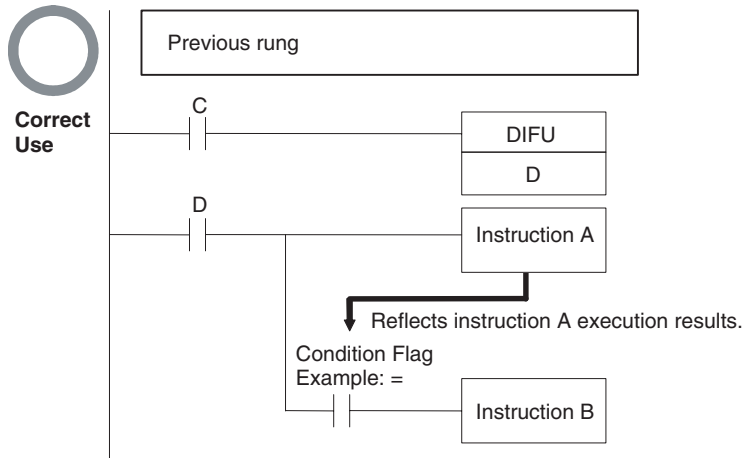 Previous rung
Correct
Use
C
DIFU
D
D
Instruction A
Reflects instruction A execution results.
Condition Flag
Example: =
Instruction B